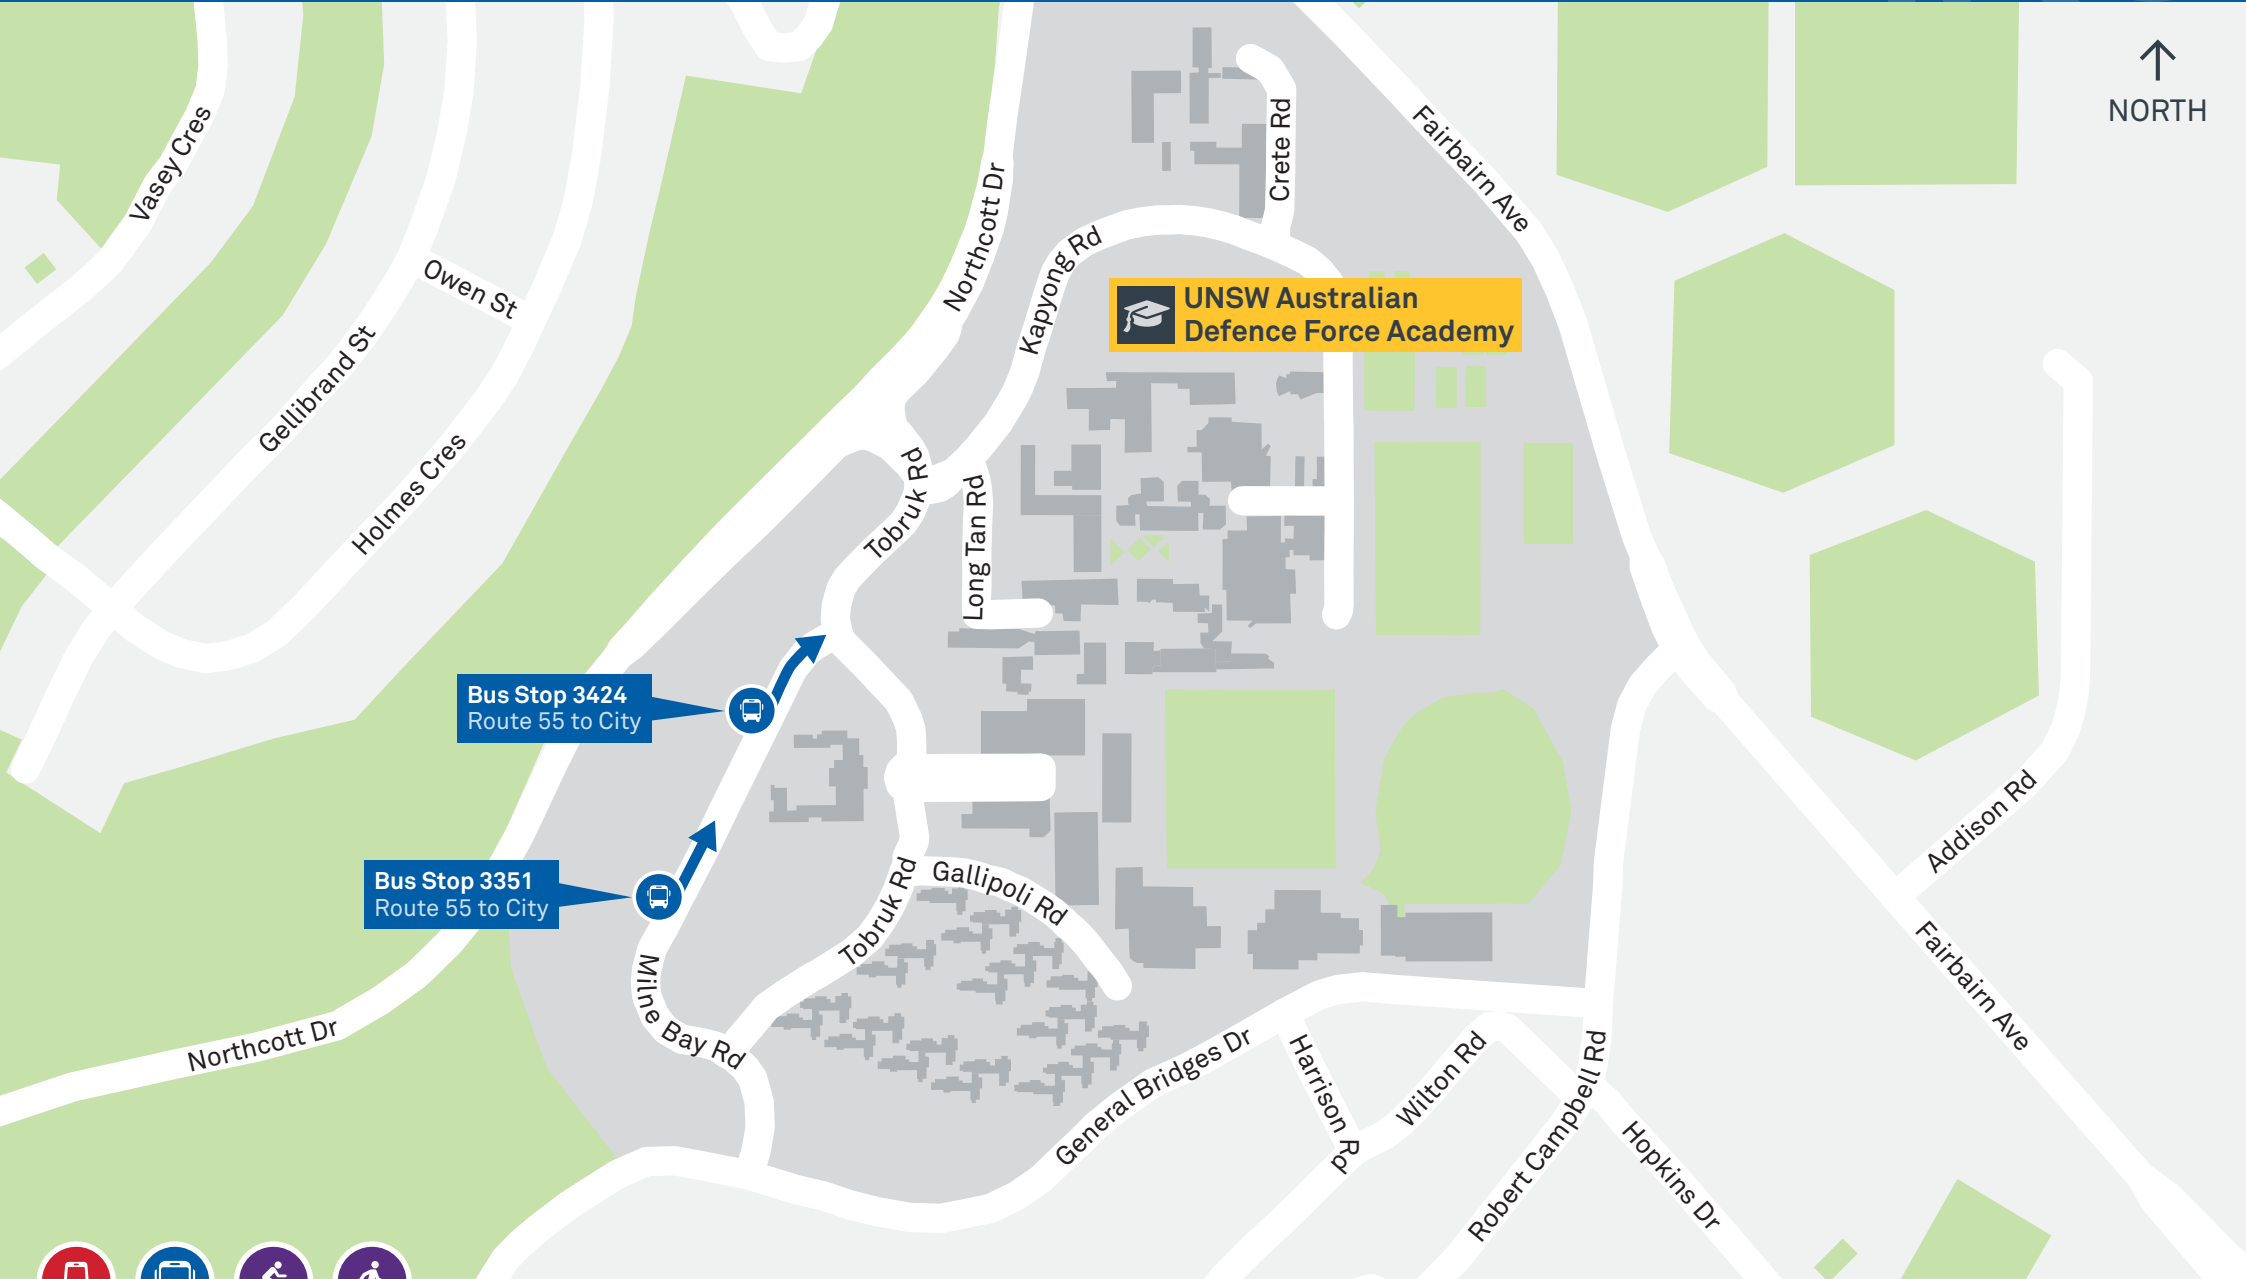 NORTH
Vasey Cres
Crete Rd
Fairbairn Ave
Northcott Dr
Kapyong Rd
Owen St
UNSW Australian
Defence Force Academy
Gellibrand St
Holmes Cres
Tobruk Rd
Long Tan Rd
Bus Stop 3424
Route 55 to City
Addison Rd
Bus Stop 3351
Route 55 to City
Gallipoli Rd
Tobruk Rd
Milne Bay Rd
Northcott Dr
Fairbairn Ave
General Bridges Dr
Harrison Rd
Wilton Rd
Robert Campbell Rd
Hopkins Dr